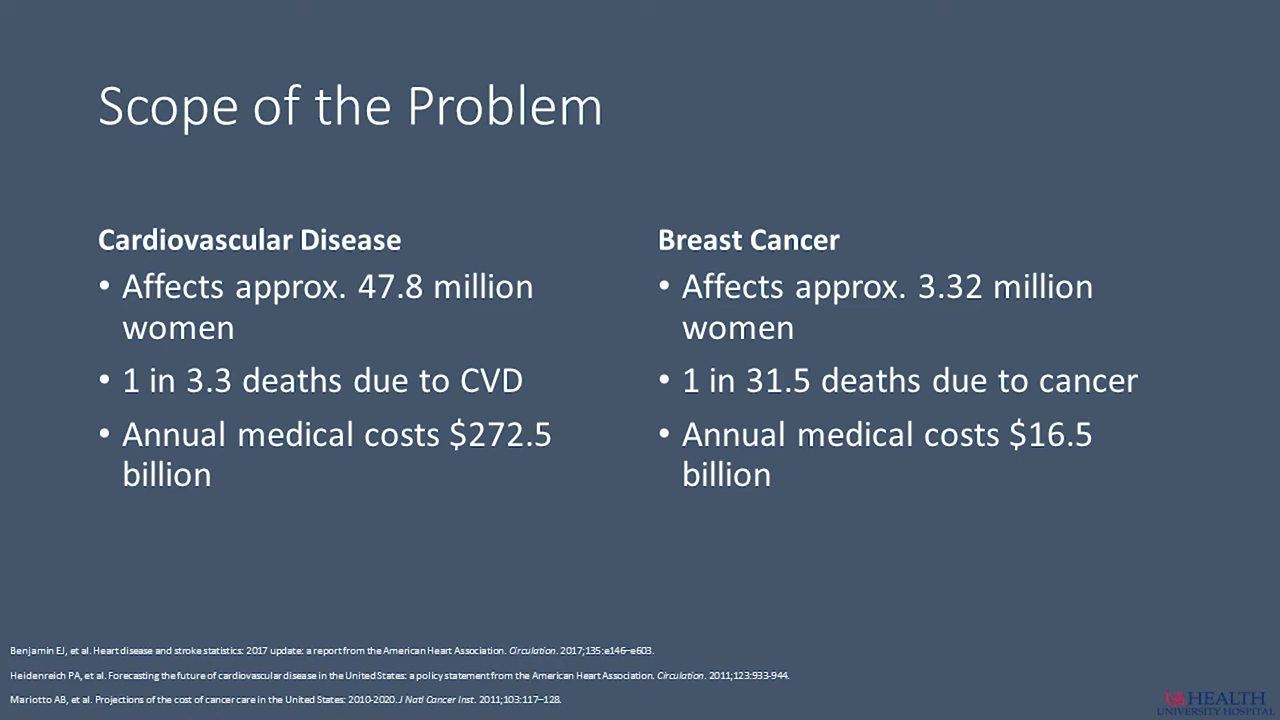 Scope of the Problem
Cardiovascular Disease
• Affects approx. 47.8 million
women
• 1 in 3.3 deaths due to CVD
• Annual medical costs $272.5
billion
Breast Cancer
• Affects approx. 3.32 million
women
• 1 in 31.5 deaths due to cancer
• Annual medical costs $16.5
billion
Benjamin EJ, et al. Heart disease and stroke statistics: 2017 update: a report from the American Heart Association. Circulation. 2017;135:e146–e603.
Heidenreich PA, et al. Forecasting the future of cardiovascular disease in the United States: a policy statement from the American Heart Association. Circulation. 2011;123:933-944.
Mariotto AB, et al. Projections of the cost of cancer care in the United States: 2010-2020. J Natl Cancer Inst. 2011;103:117–128.
USA HEALTH
UNIVERSITY HOSPITAL